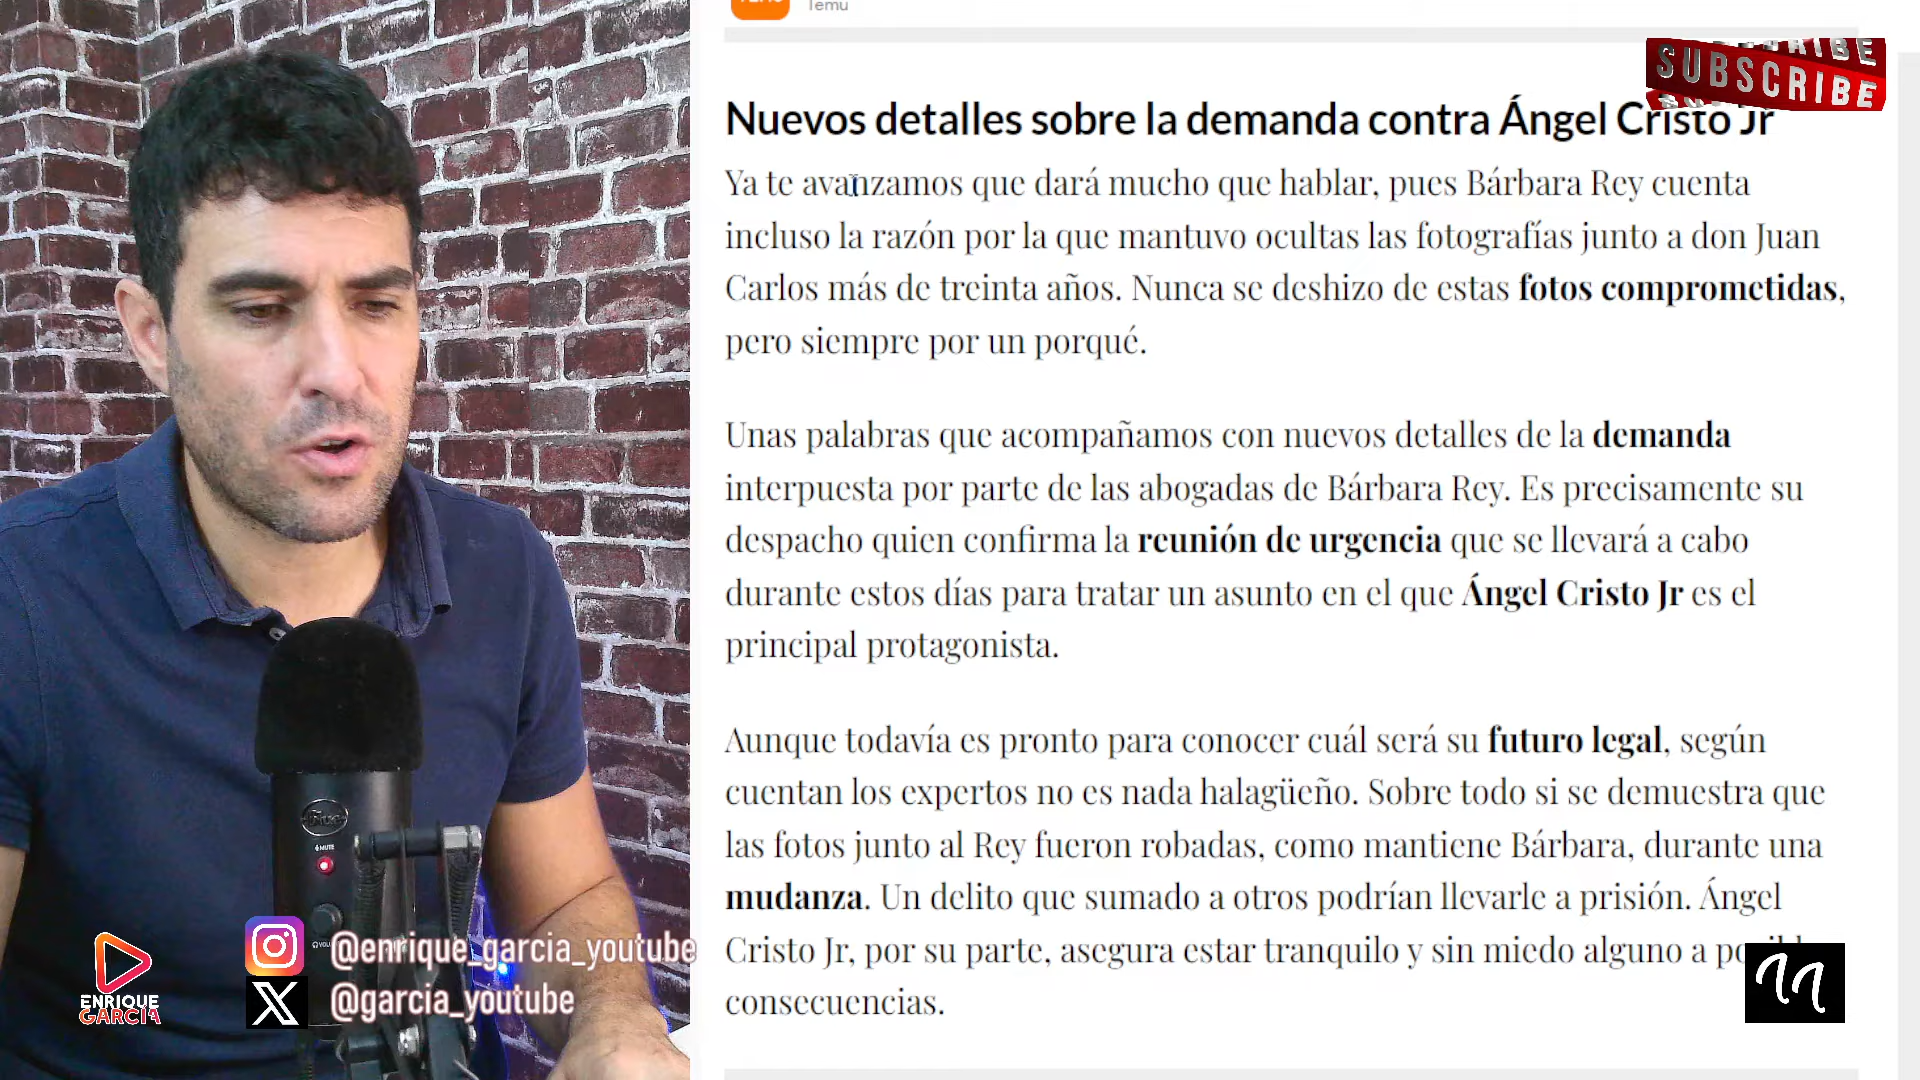 Temu
SUBSCRIBE
Nuevos detalles sobre la demanda contra Ángel Cristo Jr
Ya te avanzamos que dará mucho que hablar, pues Bárbara Rey cuenta
incluso la razón por la que mantuvo ocultas las fotografías junto a don Juan
Carlos más de treinta años. Nunca se deshizo de estas fotos comprometidas,
pero siempre por un porqué.
Unas palabras que acompañamos con nuevos detalles de la demanda
interpuesta por parte de las abogadas de Bárbara Rey. Es precisamente su
despacho quien confirma la reunión de urgencia que se llevará a cabo
durante estos días para tratar un asunto en el que Ángel Cristo Jr es el
principal protagonista.
Aunque todavía es pronto para conocer cuál será su futuro legal, según
cuentan los expertos no es nada halagüeño. Sobre todo si se demuestra que
las fotos junto al Rey fueron robadas, como mantiene Bárbara, durante una
mudanza. Un delito que sumado a otros podrían llevarle a prisión. Ángel
Cristo Jr, por su parte, asegura estar tranquilo y sin miedo alguno a
consecuencias.
blue
MUTE
ENRIQUE
GARCIA
@enrique_garcia_youtube
@garcia_youtube